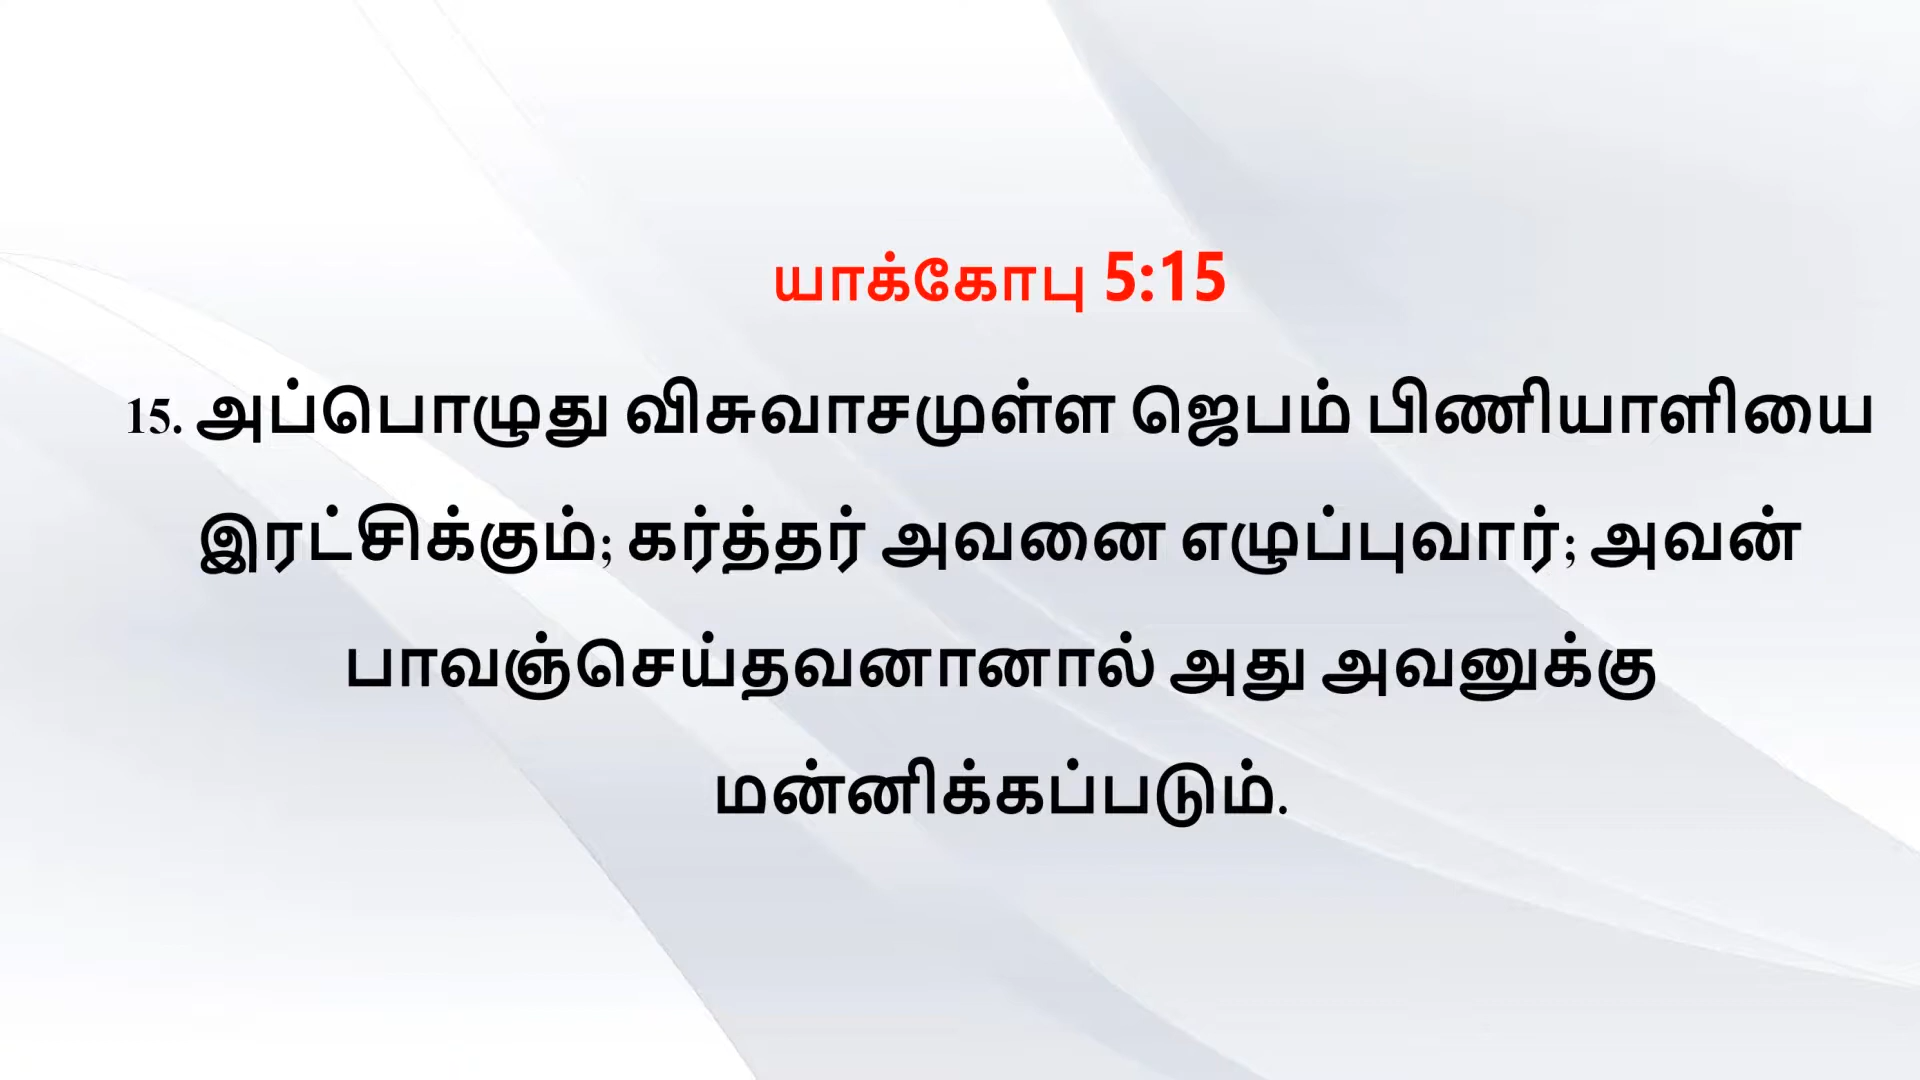 யாக்கோபு 5:15
15. அப்பொழுது விசுவாசமுள்ள ஜெபம் பிணியாளியை
இரட்சிக்கும்; கர்த்தர் அவனை எழுப்புவார்; அவன்
பாவஞ்செய்தவனானால் அது அவனுக்கு
மன்னிக்கப்படும்.